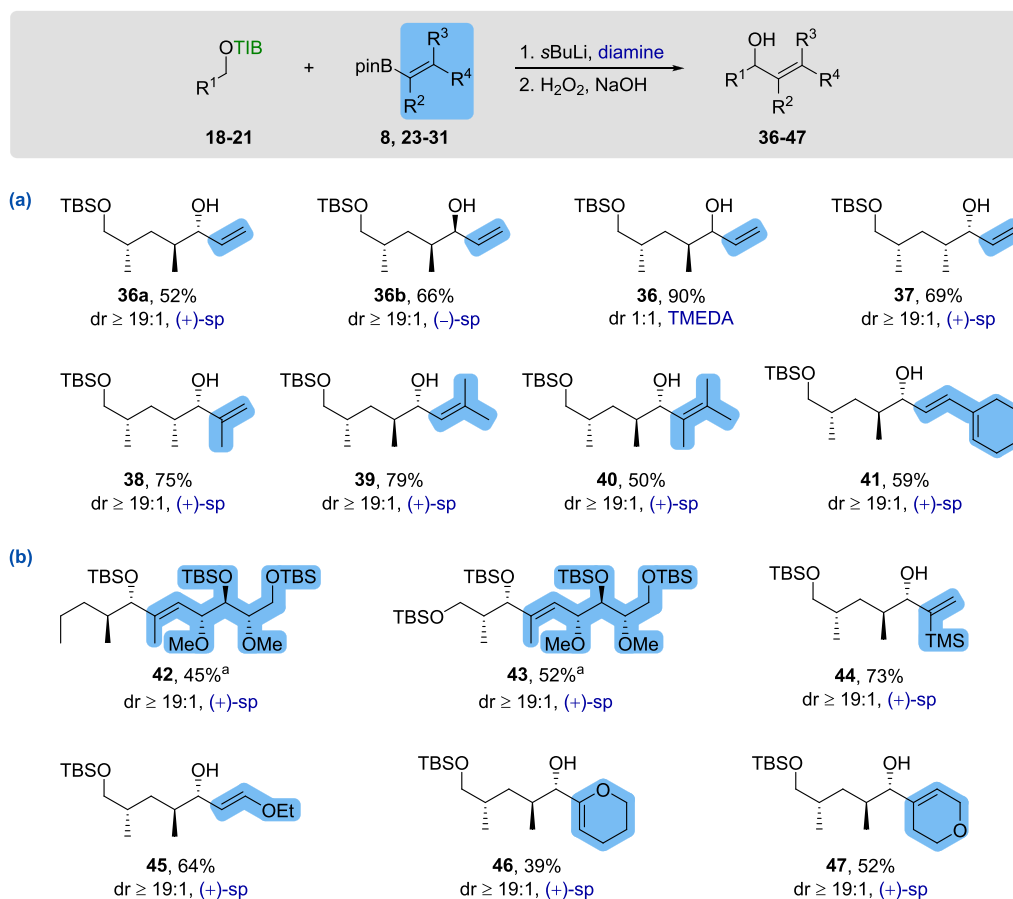 OTIB
R1
+
pinB
R3
R4
R2
1. sBuLi, diamine
2. H2O2, NaOH
OH
R3
R1
R4
R2
18-21
8, 23-31
36-47
(a)
TBSO
OH
TBSO
OH
TBSO
OH
TBSO
OH
36a, 52%
dr ≥ 19:1, (+)-sp
36b, 66%
dr ≥ 19:1, (−)-sp
36, 90%
dr 1:1, TMEDA
37, 69%
dr ≥ 19:1, (+)-sp
TBSO
OH
TBSO
OH
TBSO
OH
TBSO
OH
38, 75%
dr ≥ 19:1, (+)-sp
39, 79%
dr ≥ 19:1, (+)-sp
40, 50%
dr ≥ 19:1, (+)-sp
41, 59%
dr ≥ 19:1, (+)-sp
(b)
TBSO
TBSO
OTBS
MeO
OMe
42, 45%a
dr ≥ 19:1, (+)-sp
TBSO
TBSO
TBSO
OTBS
MeO
OMe
43, 52%a
dr ≥ 19:1, (+)-sp
TBSO
OH
TMS
44, 73%
dr ≥ 19:1, (+)-sp
TBSO
OH
OEt
45, 64%
dr ≥ 19:1, (+)-sp
TBSO
OH
O
46, 39%
dr ≥ 19:1, (+)-sp
TBSO
OH
O
47, 52%
dr ≥ 19:1, (+)-sp